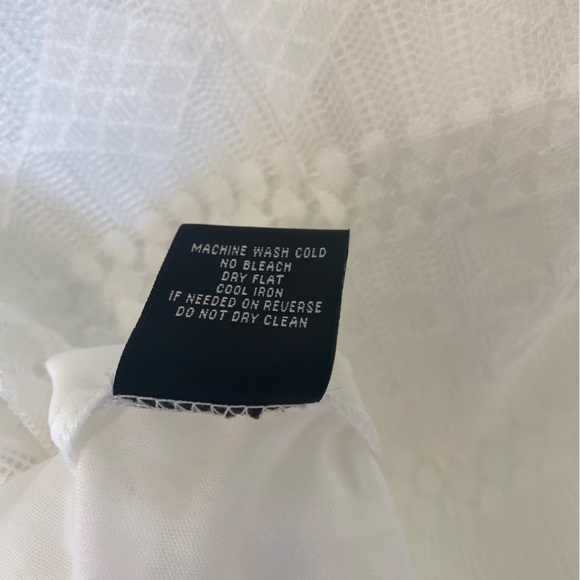 MACHINE WASH COLD
NO BLEACH
DRY FLAT
COOL IRON
IF NEEDED ON REVERSE
DO NOT DRY CLEAN